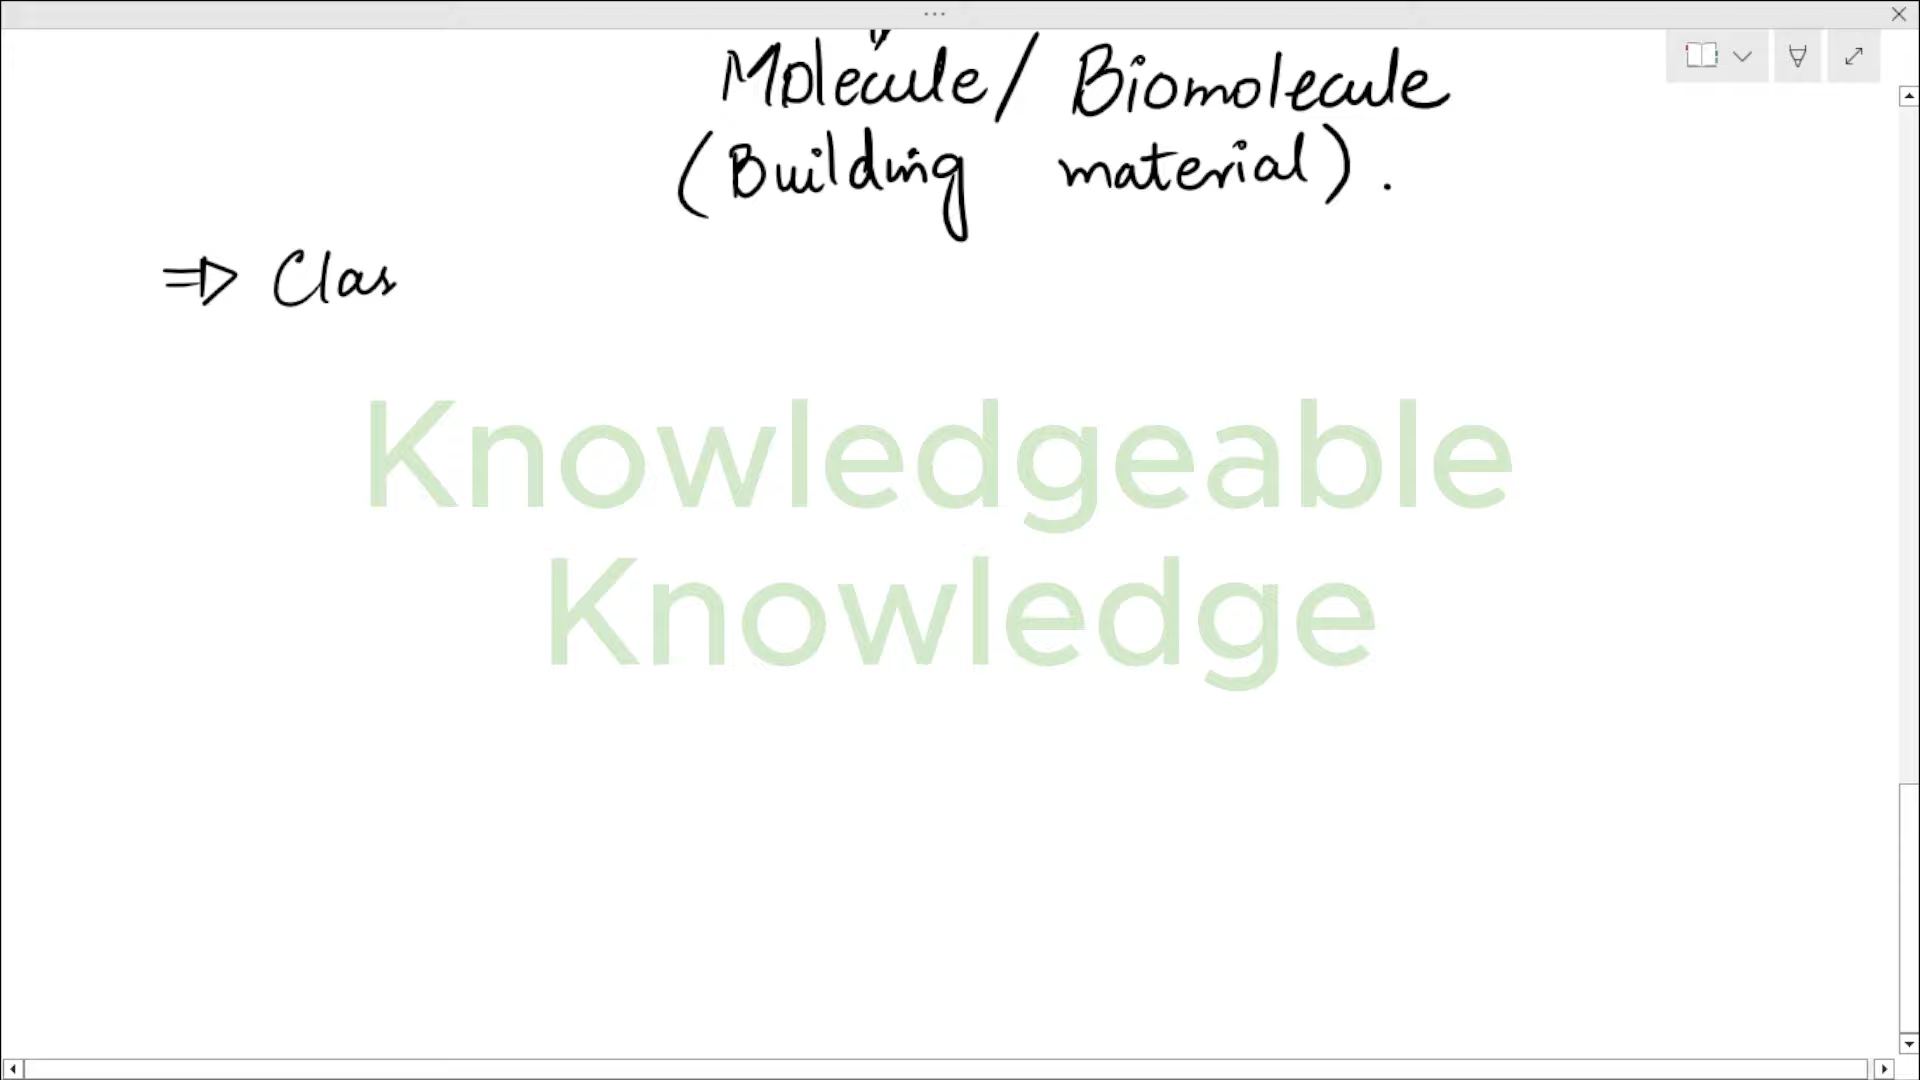 Molecule/ Biomolecule
(Building material).
⇒ Clas
Knowledgeable
Knowledge